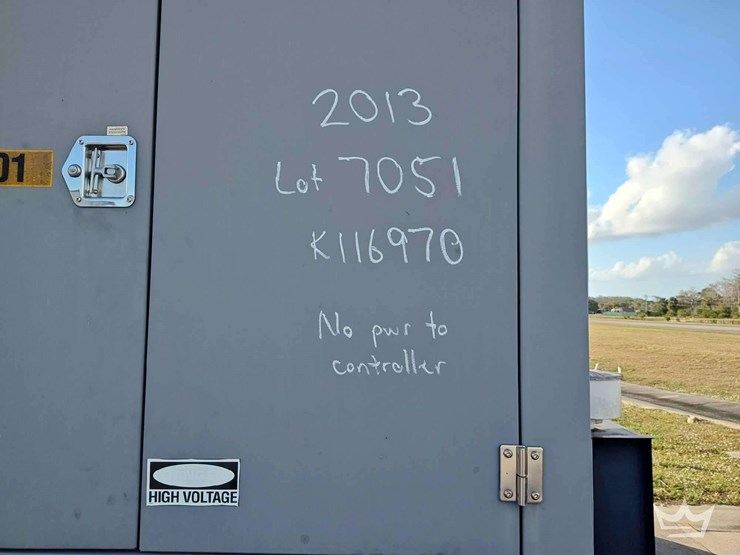 2013
Lot 7051
K116970
No pwr to
controller
01
HIGH VOLTAGE